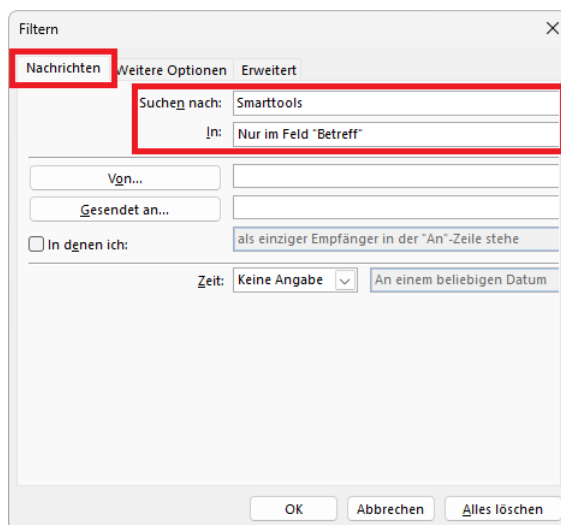 Filtern
Nachrichten Weitere Optionen Erweitert
Suchen nach: Smarttools
In: Nur im Feld "Betreff"
Von...
Gesendet an...
In denen ich: als einziger Empfänger in der "An"-Zeile stehe
Zeit: Keine Angabe An einem beliebigen Datum
OK Abbrechen Alles löschen